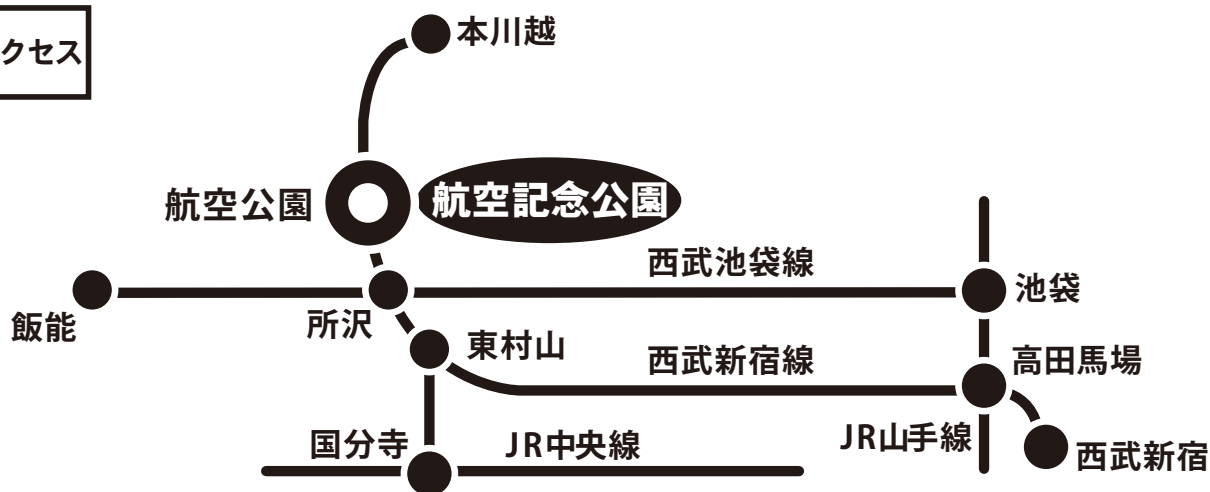 クセス
本川越
航空公園
航空記念公園
西武池袋線
池袋
飯能
所沢
東村山
西武新宿線
高田馬場
国分寺
JR中央線
JR山手線
西武新宿